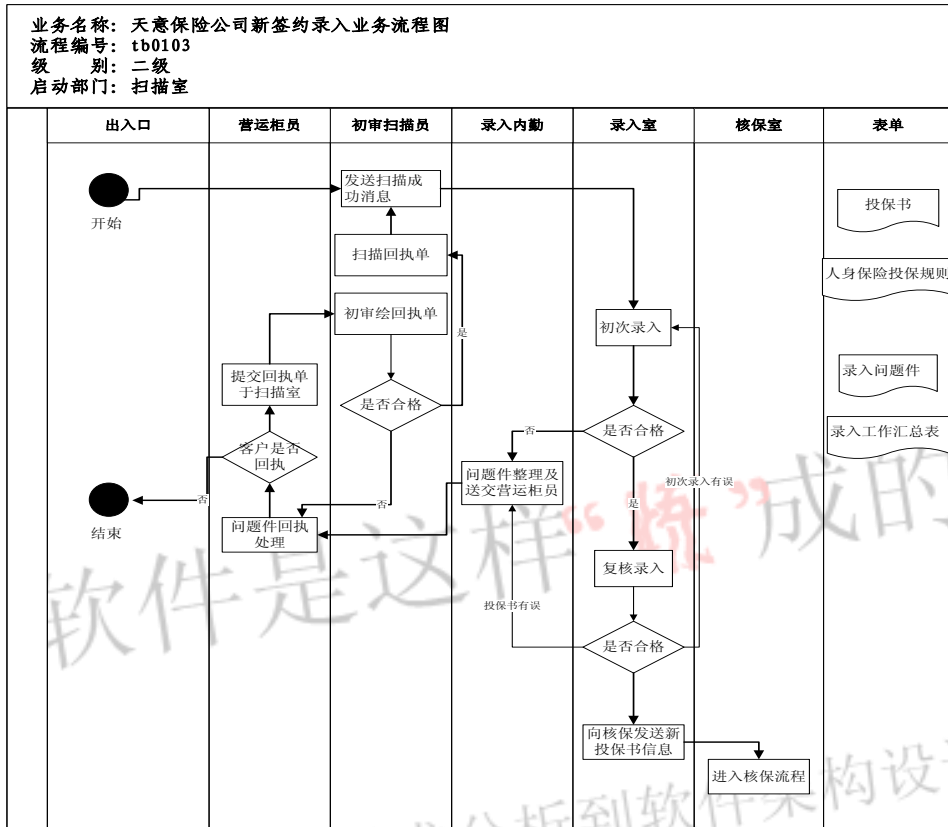 业务名称：天意保险公司新签约录入业务流程图
流程编号：tb0103
级　　别：二级
启动部门：扫描室
出入口
营运柜员
初审扫描员
录入内勤
录入室
核保室
表单
开始
发送扫描成
功消息
投保书
扫描回执单
人身保险投保规则
初审绘回执单
初次录入
是
提交回执单
于扫描室
是否合格
录入问题件
否
是否合格
录入工作汇总表
客户是否
回执
问题件整理及
送交营运柜员
初次录入有误
否
否
是
结束
问题件回执
处理
复核录入
投保书有误
是否合格
向核保发送新
投保书信息
进入核保流程
软件是这样“烧”成的
分析到软件架构设计